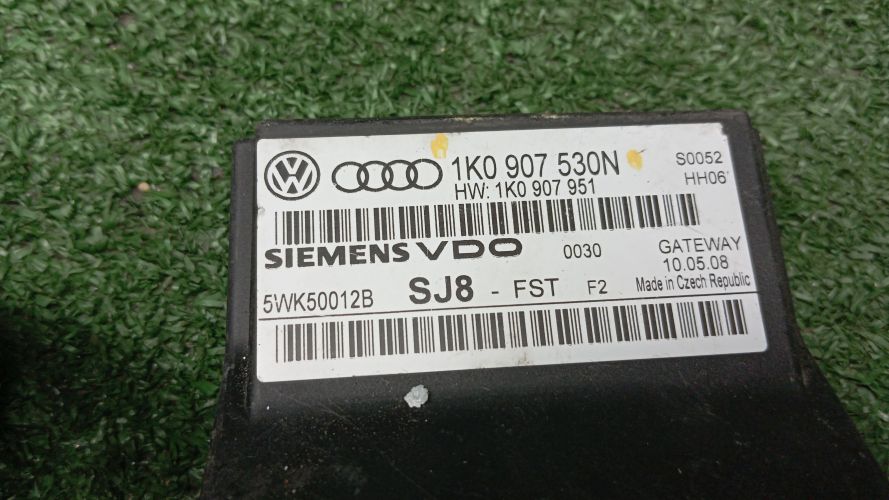 1K0 907 530N S0052
HW: 1K0 907 951 HH06
SIEMENS VDO 0030 GATEWAY
10.05.08
5WK50012B SJ8 - FST F2 Made in Czech Republic